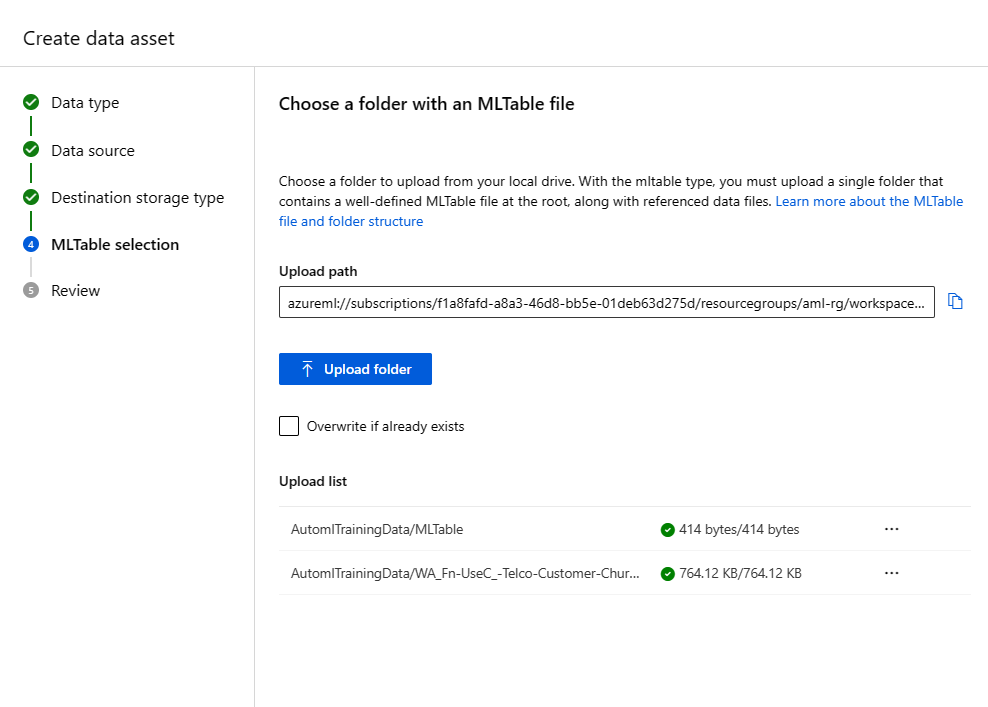 Create data asset
Data type
Data source
Destination storage type
4
MLTable selection
5
Review
Choose a folder with an MLTable file
Choose a folder to upload from your local drive. With the mltable type, you must upload a single folder that
contains a well-defined MLTable file at the root, along with referenced data files. Learn more about the MLTable
file and folder structure
Upload path
azureml://subscriptions/f1a8fafd-a8a3-46d8-bb5e-01deb63d275d/resourcegroups/aml-rg/workspace...
Upload folder
Overwrite if already exists
Upload list
AutomlTrainingData/MLTable 414 bytes/414 bytes ...
AutomlTrainingData/WA_Fn-UseC_-Telco-Customer-Chur... 764.12 KB/764.12 KB ...